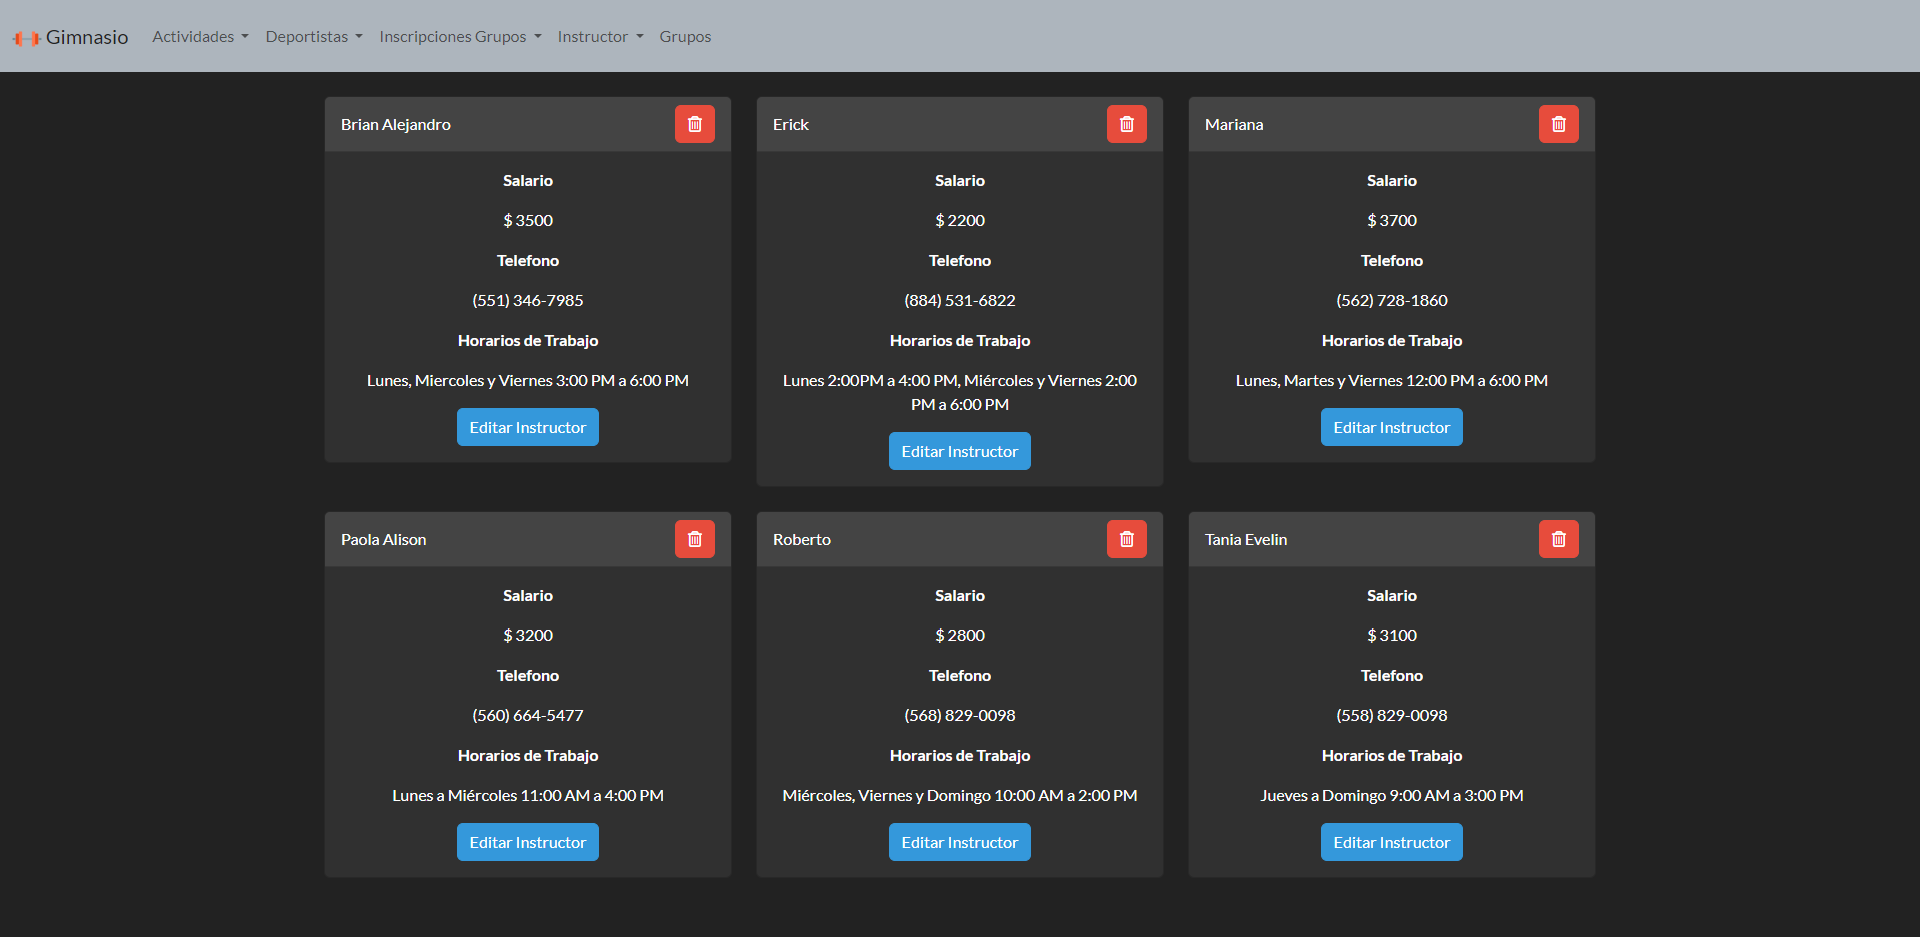 Gimnasio Actividades Deportistas Inscripciones Grupos Instructor Grupos
Brian Alejandro
Salario
$ 3500
Telefono
(551) 346-7985
Horarios de Trabajo
Lunes, Miercoles y Viernes 3:00 PM a 6:00 PM
Editar Instructor
Erick
Salario
$ 2200
Telefono
(884) 531-6822
Horarios de Trabajo
Lunes 2:00PM a 4:00 PM, Miércoles y Viernes 2:00
PM a 6:00 PM
Editar Instructor
Mariana
Salario
$ 3700
Telefono
(562) 728-1860
Horarios de Trabajo
Lunes, Martes y Viernes 12:00 PM a 6:00 PM
Editar Instructor
Paola Alison
Salario
$ 3200
Telefono
(560) 664-5477
Horarios de Trabajo
Lunes a Miércoles 11:00 AM a 4:00 PM
Editar Instructor
Roberto
Salario
$ 2800
Telefono
(568) 829-0098
Horarios de Trabajo
Miércoles, Viernes y Domingo 10:00 AM a 2:00 PM
Editar Instructor
Tania Evelin
Salario
$ 3100
Telefono
(558) 829-0098
Horarios de Trabajo
Jueves a Domingo 9:00 AM a 3:00 PM
Editar Instructor